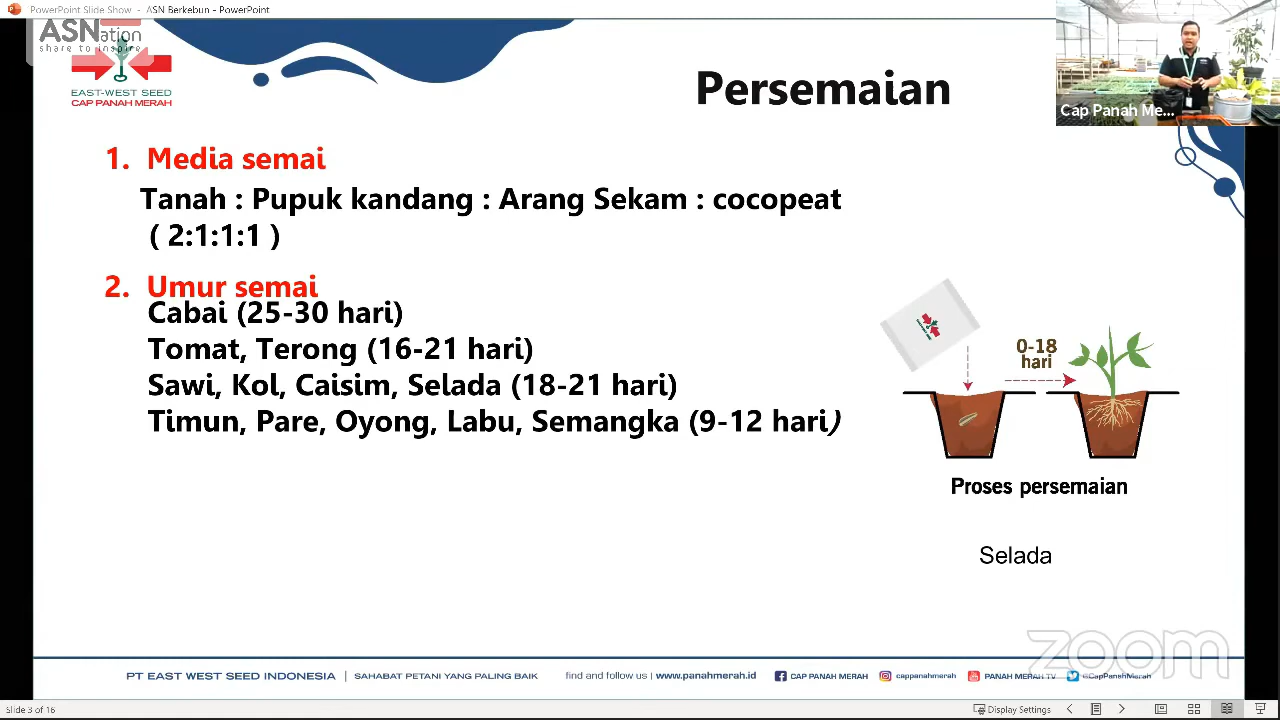 PowerPoint Slide Show - ASN Berkebun - PowerPoint
ASNation
share to inspire
EAST-WEST SEED
CAP PANAH MERAH
Persemaian
Cap Panah Me...
1. Media semai
Tanah : Pupuk kandang : Arang Sekam : cocopeat
( 2:1:1:1 )
2. Umur semai
Cabai (25-30 hari)
Tomat, Terong (16-21 hari)
Sawi, Kol, Caisim, Selada (18-21 hari)
Timun, Pare, Oyong, Labu, Semangka (9-12 hari)
0-18
hari
Proses persemaian
Selada
zoom
PT EAST WEST SEED INDONESIA | SAHABAT PETANI YANG PALING BAIK find and follow us | www.panahmerah.id CAP PANAH MERAH cappanahmerah PANAH MERAH TV @CapPanahMerah
Slide 3 of 16 Display Settings